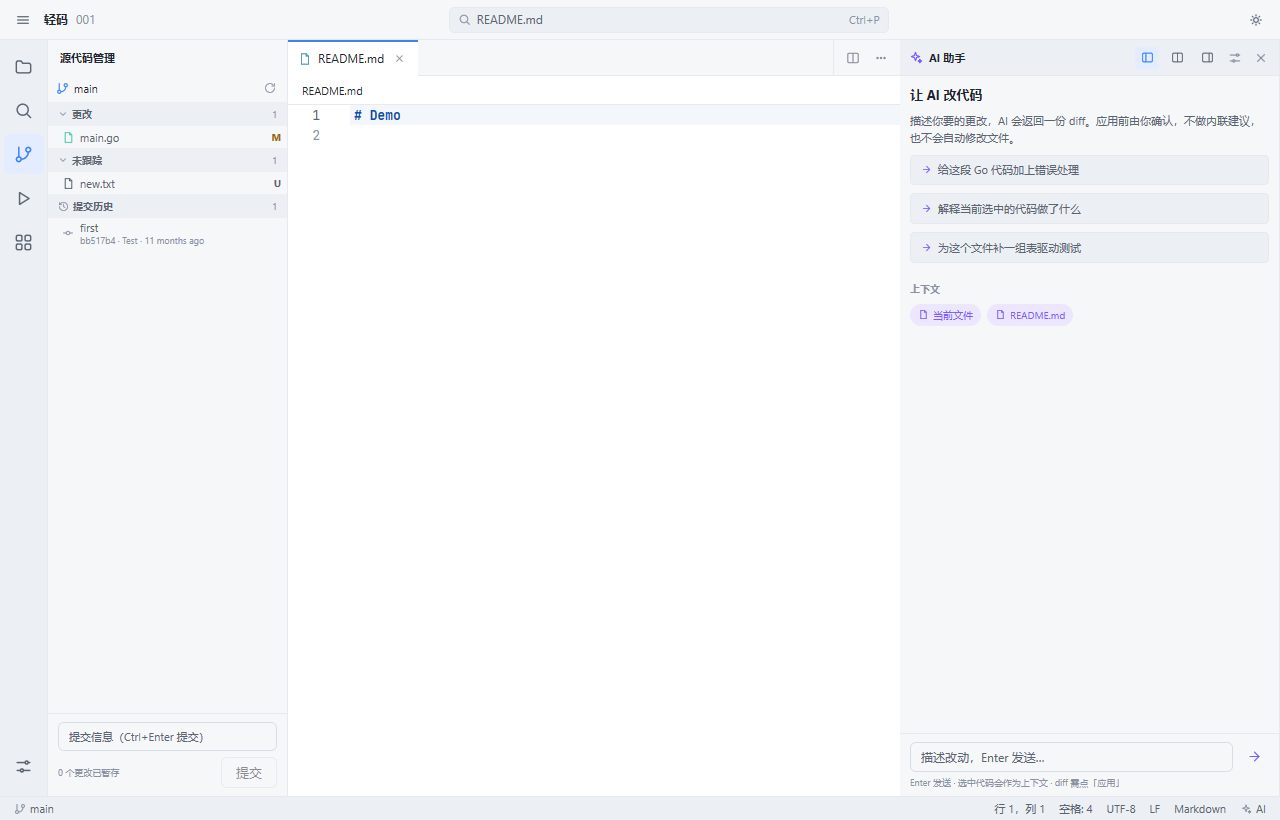 轻码 001
README.md Ctrl+P
源代码管理
main
更改 1
main.go M
未跟踪 1
new.txt U
提交历史 1
first
bb517b4 · Test · 11 months ago
提交信息（Ctrl+Enter 提交）
0 个更改已暂存
提交
README.md
README.md
1 # Demo
2
AI 助手
让 AI 改代码
描述你要的更改，AI 会返回一份 diff。应用前由你确认，不做内联建议，
也不会自动修改文件。
给这段 Go 代码加上错误处理
解释当前选中的代码做了什么
为这个文件补一组表驱动测试
上下文
当前文件 README.md
描述改动，Enter 发送...
Enter 发送 · 选中代码会作为上下文 · diff 需点「应用」
main
行 1，列 1 空格: 4 UTF-8 LF Markdown AI